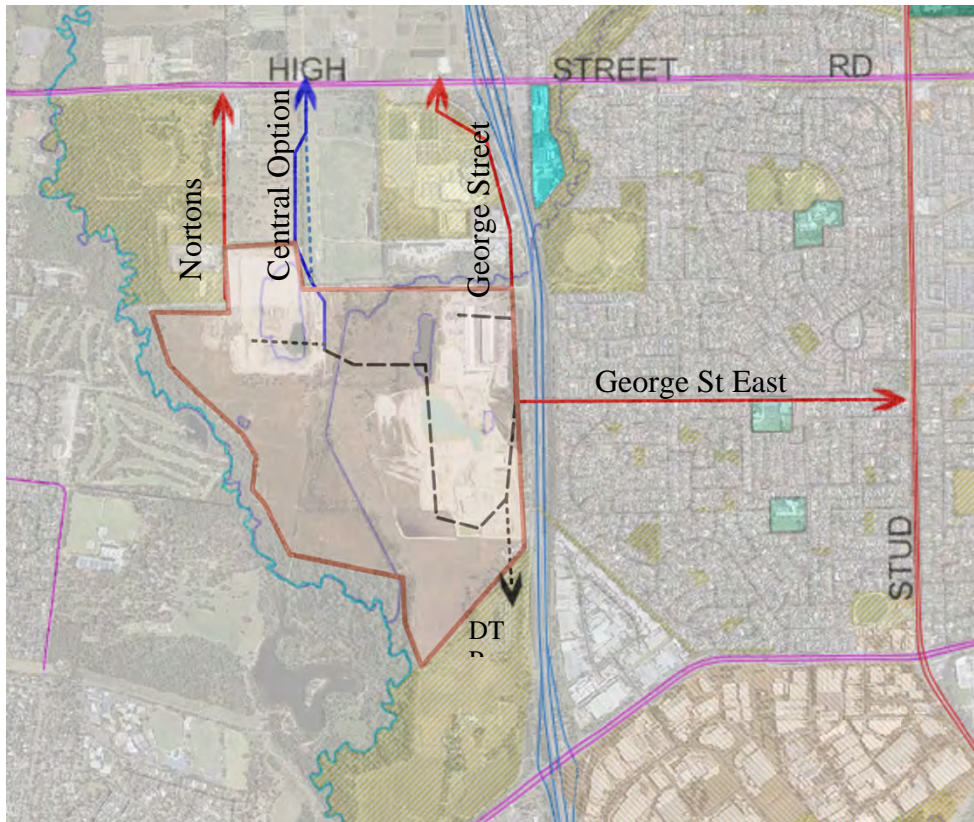 HIGH STREET RD
Nortons
Central Option
George Street
George St East
STUD
DT